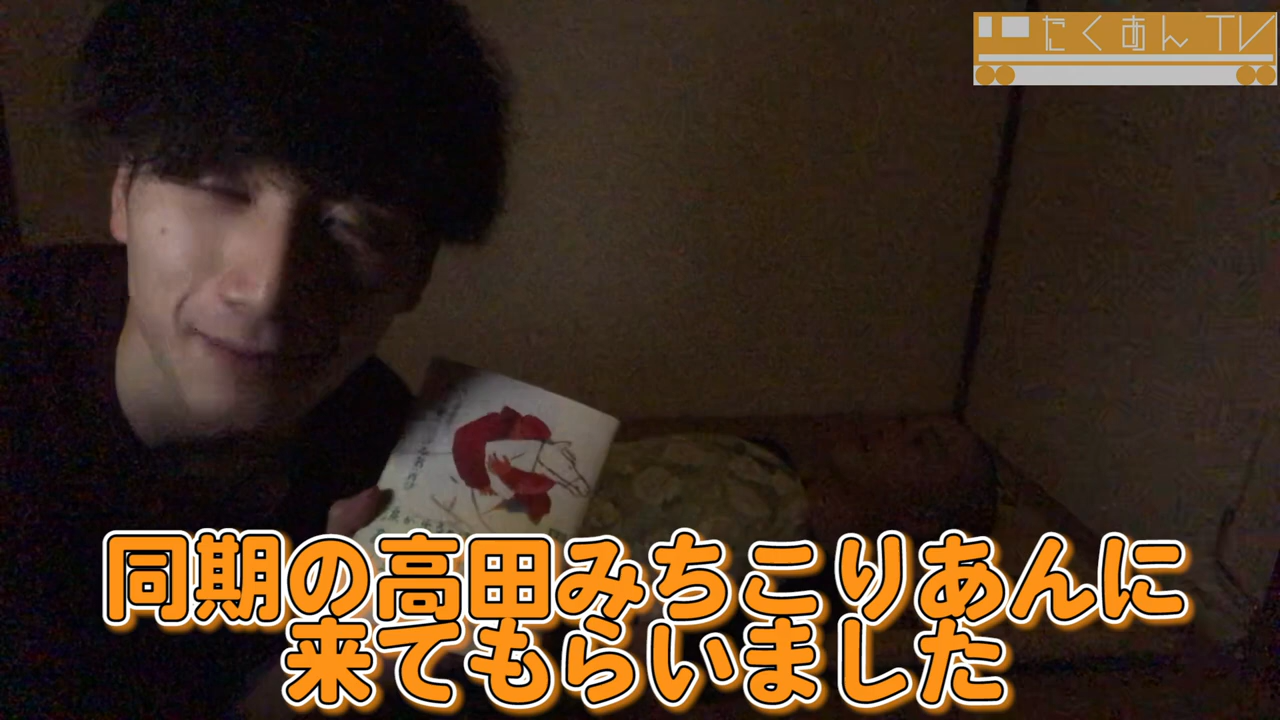 たくあんTV
同期の高田みちこりあんに
来てもらいました